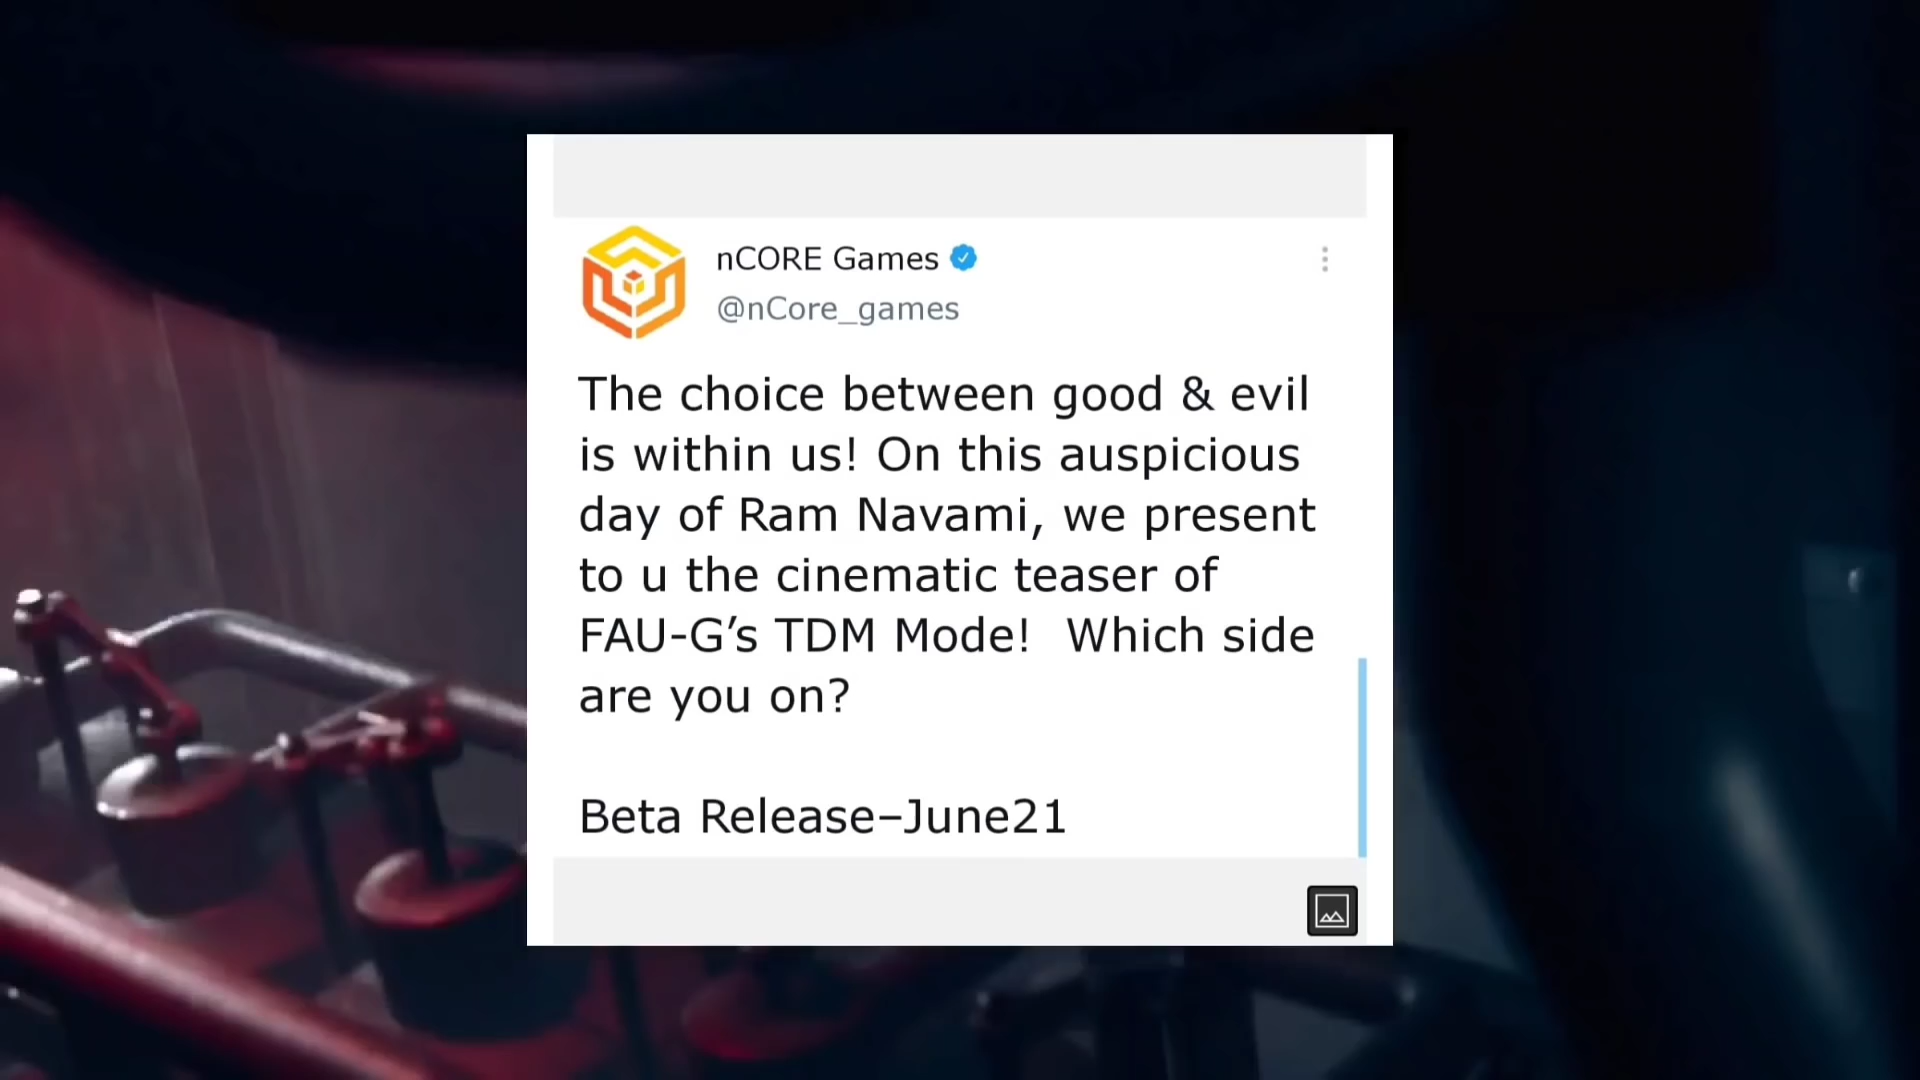 nCORE Games
@nCore_games
The choice between good & evil
is within us! On this auspicious
day of Ram Navami, we present
to u the cinematic teaser of
FAU-G’s TDM Mode!  Which side
are you on?
Beta Release–June21